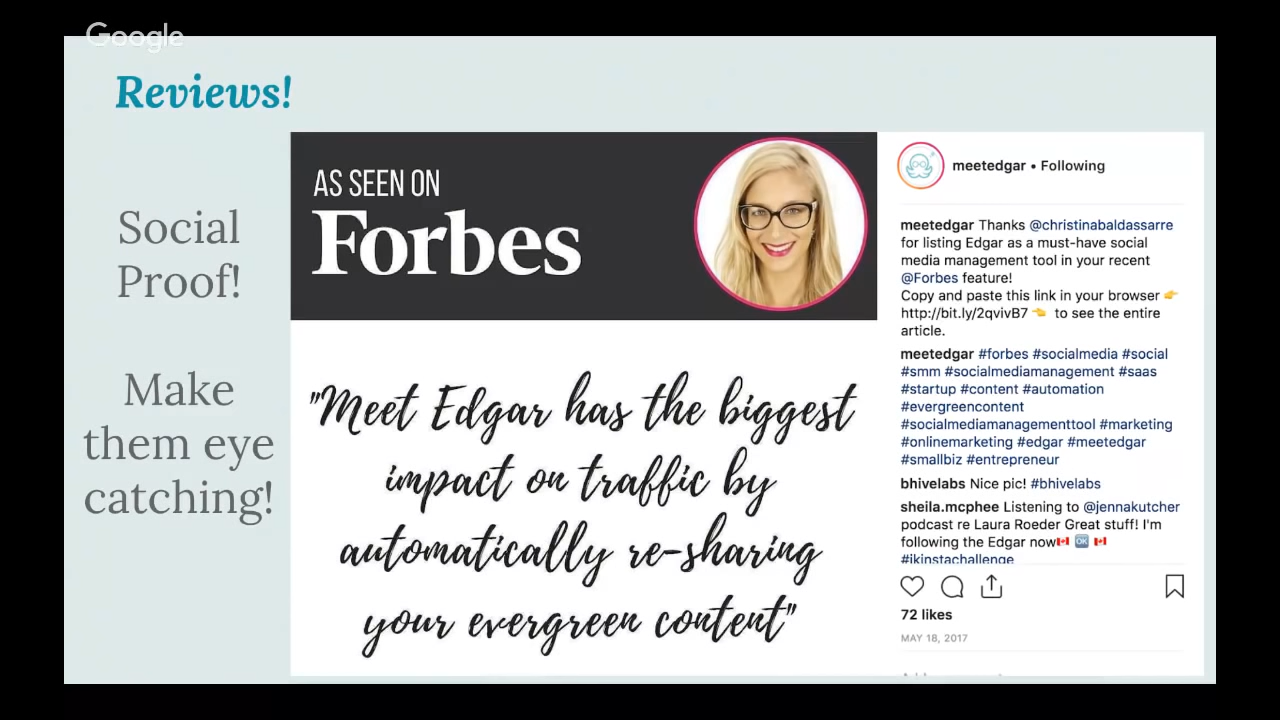 Google
Reviews!
Social
Proof!
Make
them eye
catching!
AS SEEN ON
Forbes
"Meet Edgar has the biggest
impact on traffic by
automatically re-sharing
your evergreen content"
meetedgar • Following
meetedgar Thanks @christinabaldassarre
for listing Edgar as a must-have social
media management tool in your recent
@Forbes feature!
Copy and paste this link in your browser 👉
http://bit.ly/2qvivB7 👈 to see the entire
article.
meetedgar #forbes #socialmedia #social
#smm #socialmediamanagement #saas
#startup #content #automation
#evergreencontent
#socialmediamanagementtool #marketing
#onlinemarketing #edgar #meetedgar
#smallbiz #entrepreneur
bhivelabs Nice pic! #bhivelabs
sheila.mcphee Listening to @jennakutcher
podcast re Laura Roeder Great stuff! I'm
following the Edgar now🇨🇦 🆗 🇨🇦
#jkinstachallenge
72 likes
MAY 18, 2017